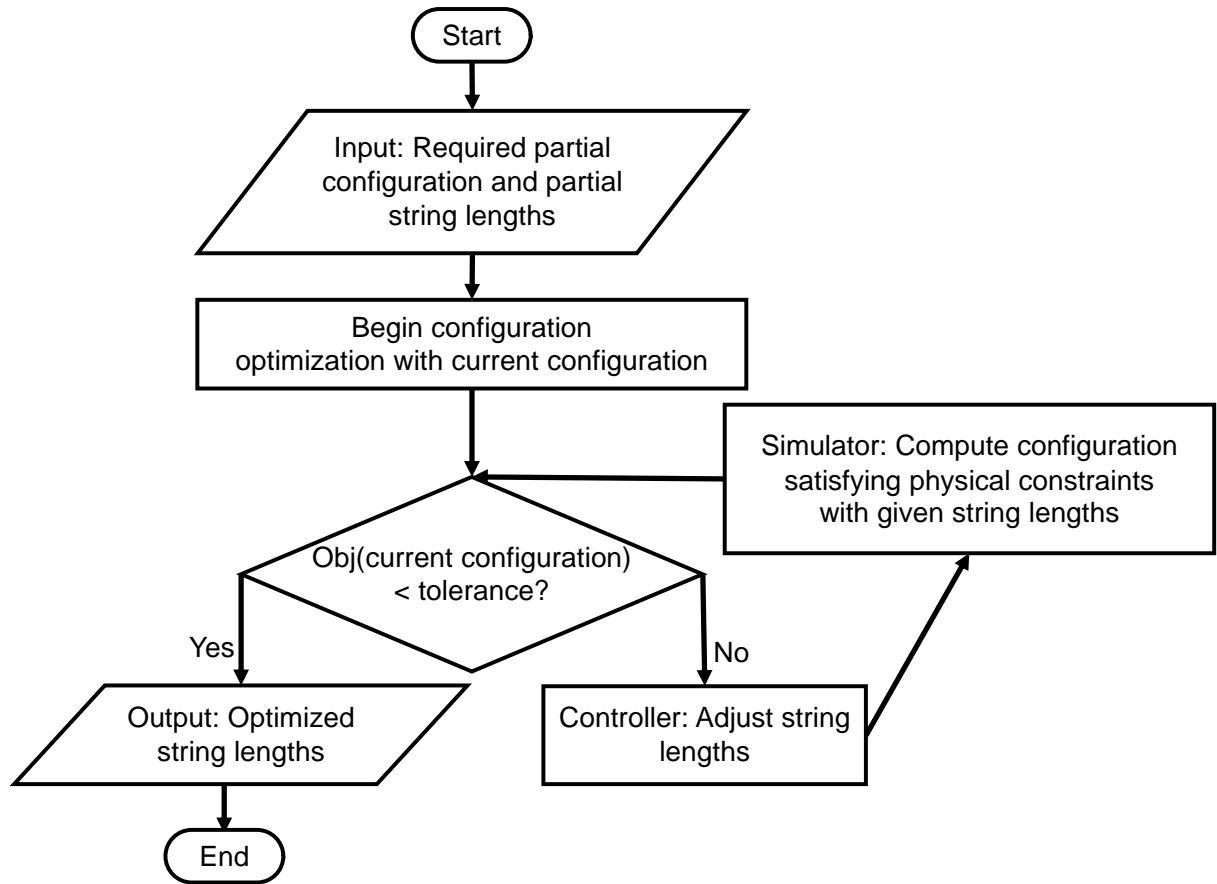 Start
Input: Required partial
configuration and partial
string lengths
Begin configuration
optimization with current configuration
Simulator: Compute configuration
satisfying physical constraints
with given string lengths
Obj(current configuration)
< tolerance?
Yes
No
Output: Optimized
string lengths
Controller: Adjust string
lengths
End